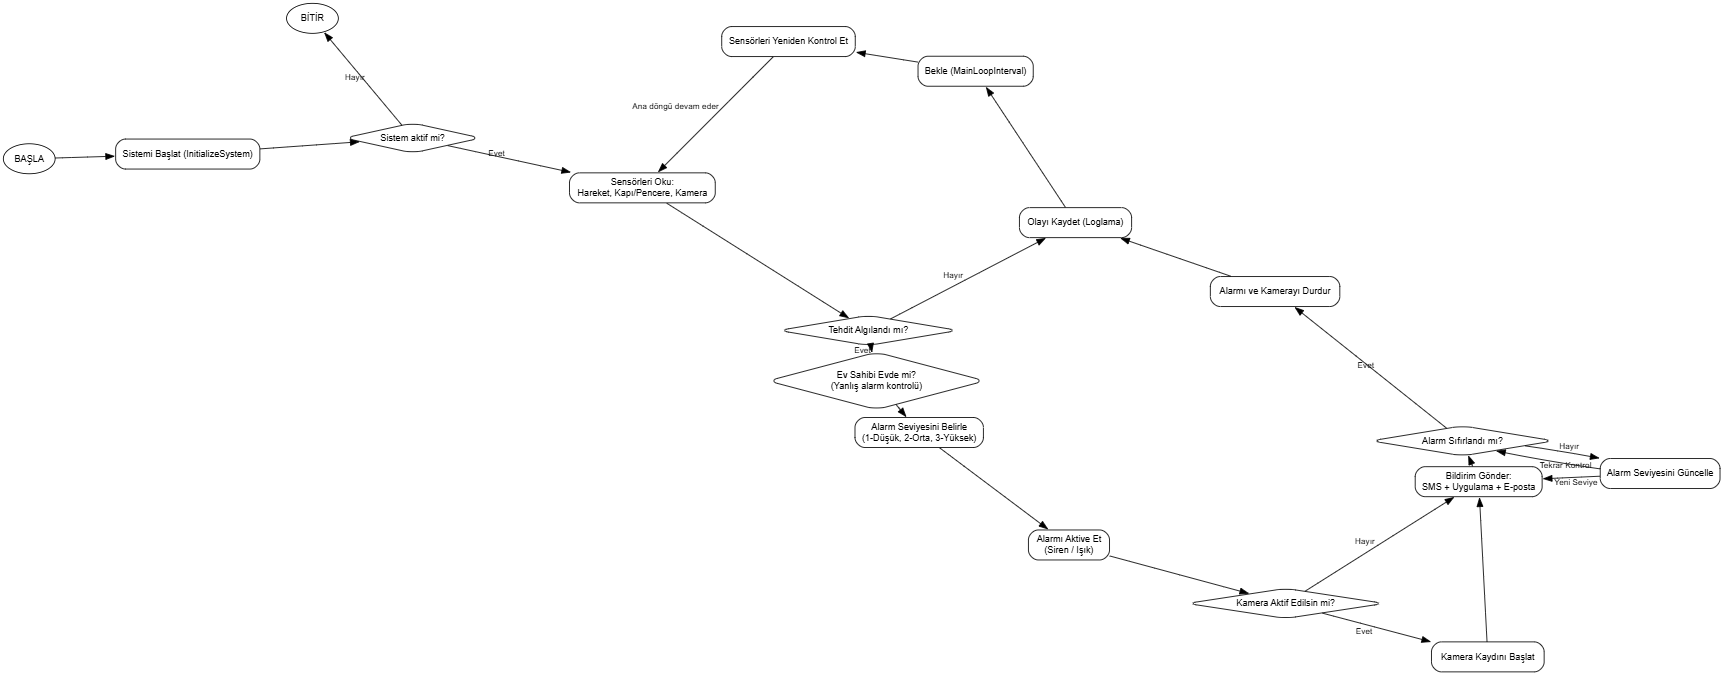 BİTİR
Hayır
BAŞLA
Sistemi Başlat (InitializeSystem)
Sistem aktif mi?
Evet
Sensörleri Yeniden Kontrol Et
Bekle (MainLoopInterval)
Ana döngü devam eder
Sensörleri Oku:
Hareket, Kapı/Pencere, Kamera
Olayı Kaydet (Loglama)
Hayır
Alarmı ve Kamerayı Durdur
Tehdit Algılandı mı?
Evet
Ev Sahibi Evde mi?
(Yanlış alarm kontrolü)
Evet
Alarm Seviyesini Belirle
(1-Düşük, 2-Orta, 3-Yüksek)
Alarm Sıfırlandı mı?
Hayır
Tekrar Kontrol
Alarm Seviyesini Güncelle
Yeni Seviye
Bildirim Gönder:
SMS + Uygulama + E-posta
Alarmı Aktive Et
(Siren / Işık)
Hayır
Kamera Aktif Edilsin mi?
Evet
Kamera Kaydını Başlat